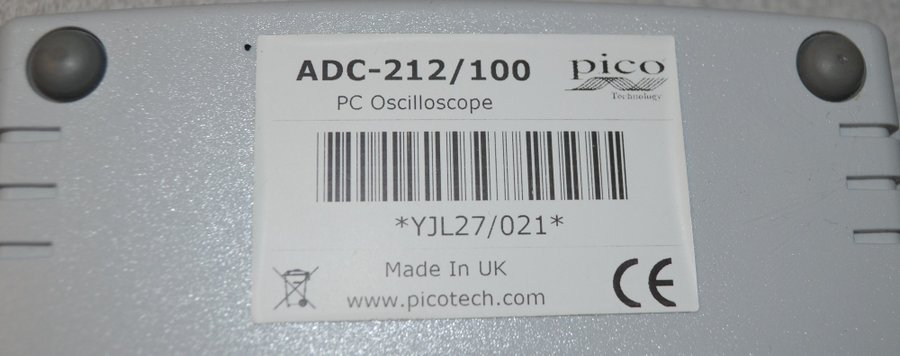 ADC-212/100
pico
Technology
PC Oscilloscope
*YJL27/021*
Made In UK
www.picotech.com
CE